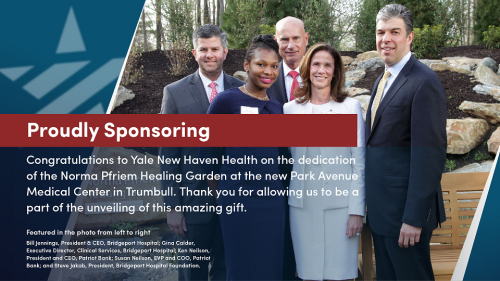 Proudly Sponsoring
Congratulations to Yale New Haven Health on the dedication
of the Norma Pfriem Healing Garden at the new Park Avenue
Medical Center in Trumbull. Thank you for allowing us to be a
part of the unveiling of this amazing gift.
Featured in the photo from left to right
Bill Jennings, President & CEO, Bridgeport Hospital; Gina Calder,
Executive Director, Clinical Services, Bridgeport Hospital; Ken Neilson,
President and CEO, Patriot Bank; Susan Neilson, EVP and COO, Patriot
Bank; and Steve Jakab, President, Bridgeport Hospital Foundation.